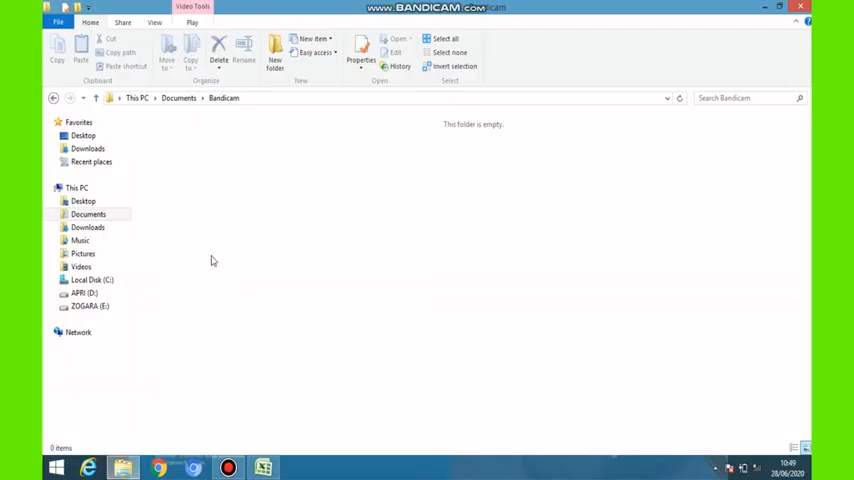 Video Tools
WWW.BANDICAM.COM
Bandicam
File
Home
Share
View
Play
Copy
Paste
Cut
Copy path
Paste shortcut
Move to
Copy to
Delete
Rename
New folder
New item
Easy access
Properties
Open
Edit
History
Select all
Select none
Invert selection
Clipboard
Organize
New
Open
Select
This PC
Documents
Bandicam
Search Bandicam
This folder is empty.
Favorites
Desktop
Downloads
Recent places
This PC
Desktop
Documents
Downloads
Music
Pictures
Videos
Local Disk (C:)
APRI (D:)
ZOGARA (E:)
Network
0 items
10:49
28/06/2020